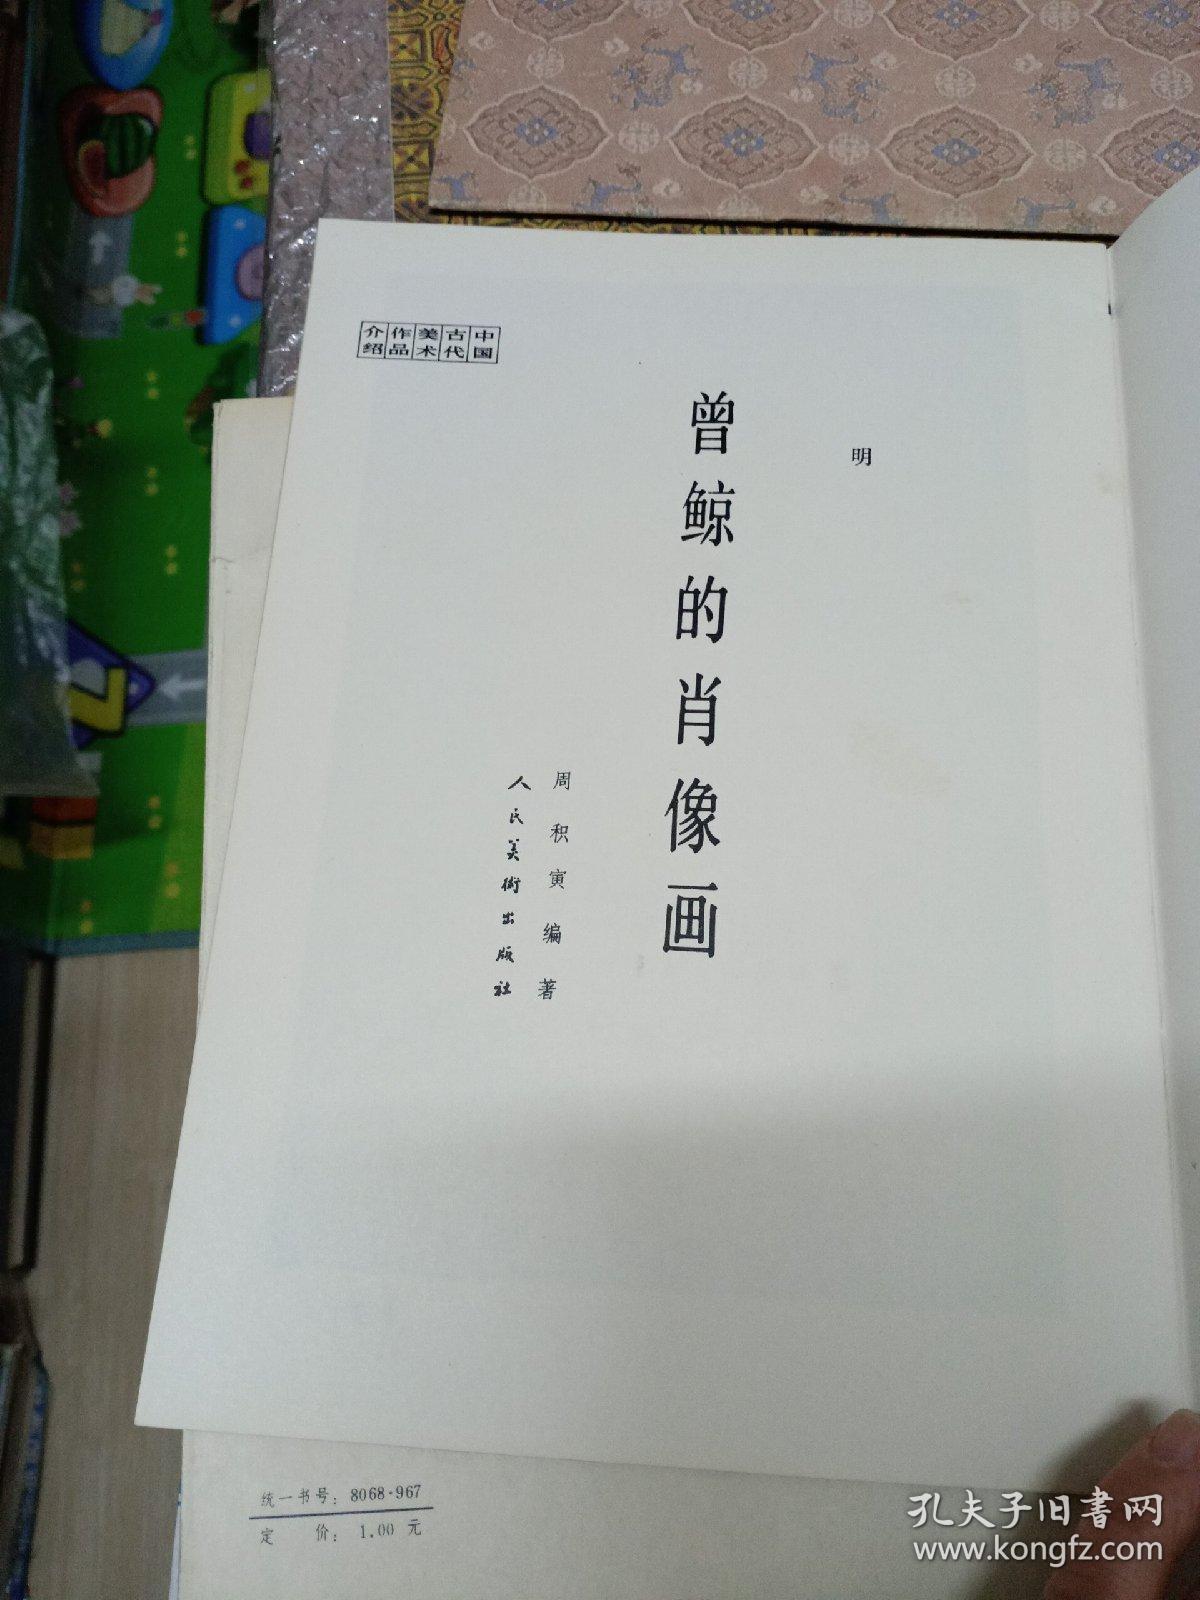 中国古代美术作品介绍
明
曾鲸的肖像画
周积寅编著
人民美術出版社
统一书号：8068·967
定 价：1.00 元
孔夫子旧书网
www.kongfz.com